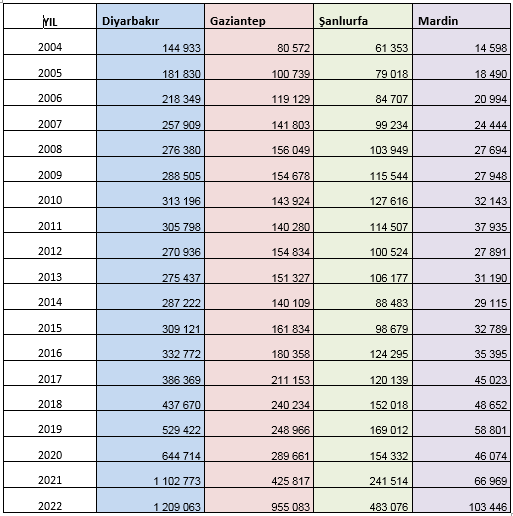 YIL Diyarbakır Gaziantep Şanlıurfa Mardin
2004 144 933 80 572 61 353 14 598
2005 181 830 100 739 79 018 18 490
2006 218 349 119 129 84 707 20 994
2007 257 909 141 803 99 234 24 444
2008 276 380 156 049 103 949 27 694
2009 288 505 154 678 115 544 27 948
2010 313 196 143 924 127 616 32 143
2011 305 798 140 280 114 507 37 935
2012 270 936 154 834 100 524 27 891
2013 275 437 151 327 106 177 31 190
2014 287 222 140 109 88 483 29 115
2015 309 121 161 834 98 679 32 789
2016 332 772 180 358 124 295 35 395
2017 386 369 211 153 120 139 45 023
2018 437 670 240 234 152 018 48 652
2019 529 422 248 966 169 012 58 801
2020 644 714 289 661 154 332 46 074
2021 1 102 773 425 817 241 514 66 969
2022 1 209 063 955 083 483 076 103 446